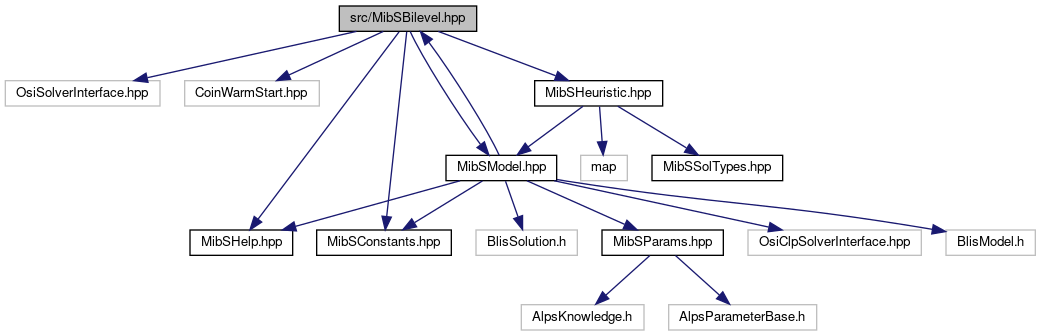 src/MibSBilevel.hpp
OsiSolverInterface.hpp
CoinWarmStart.hpp
MibSHeuristic.hpp
MibSModel.hpp
map
MibSSolTypes.hpp
MibSHelp.hpp
MibSConstants.hpp
BlisSolution.h
MibSParams.hpp
OsiClpSolverInterface.hpp
BlisModel.h
AlpsKnowledge.h
AlpsParameterBase.h